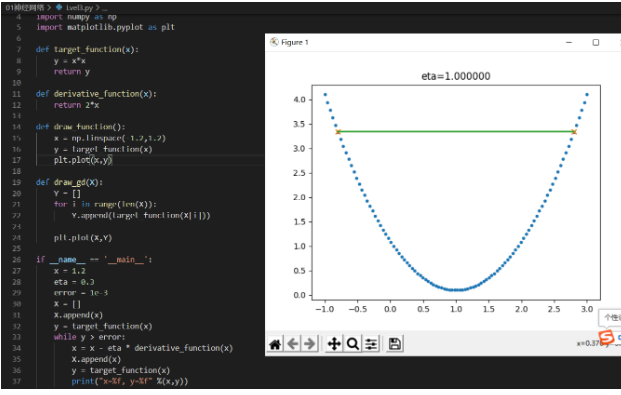 01神经网络 > Lvel3.py > ...
4 import numpy as np
5 import matplotlib.pyplot as plt
6
7 def target_function(x):
8 y = x*x
9 return y
10
11 def derivative_function(x):
12 return 2*x
13
14 def draw_function():
15 x = np.linspace(-1.2,1.2)
16 y = target_function(x)
17 plt.plot(x,y)
18
19 def draw_gd(X):
20 Y = []
21 for i in range(len(X)):
22 Y.append(target_function(X[i]))
23
24 plt.plot(X,Y)
25
26 if __name__ == '__main__':
27 x = 1.2
28 eta = 0.3
29 error = 1e-3
30 X = []
31 X.append(x)
32 y = target_function(x)
33 while y > error:
34 x = x - eta * derivative_function(x)
35 X.append(x)
36 y = target_function(x)
37 print("x=%f, y=%f" %(x,y))
Figure 1
eta=1.000000
4.0
3.5
3.0
2.5
2.0
1.5
1.0
0.5
0.0
−1.0 −0.5 0.0 0.5 1.0 1.5 2.0 2.5 3.0